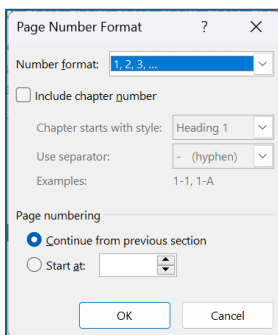 Page Number Format ? ✕
Number format: 1, 2, 3, ...
Include chapter number
Chapter starts with style: Heading 1
Use separator: - (hyphen)
Examples: 1-1, 1-A
Page numbering
Continue from previous section
Start at:
OK Cancel